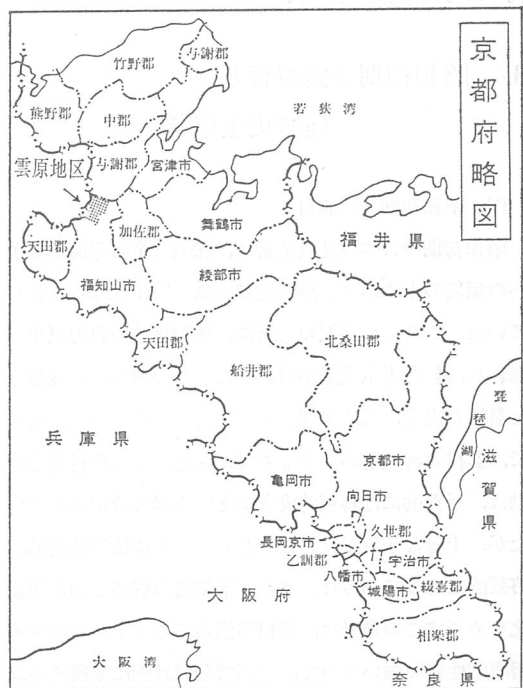 京都府略図
与謝郡
竹野郡
熊野郡
中郡
若狭湾
雲原地区
与謝郡
宮津市
舞鶴市
福井県
加佐郡
天田郡
綾部市
福知山市
天田郡
北桑田郡
船井郡
琵琶湖
滋賀県
兵庫県
京都市
亀岡市
向日市
長岡京市
久世郡
乙訓郡
宇治市
八幡市
城陽市
綴喜郡
大阪府
相楽郡
大阪湾
奈良県